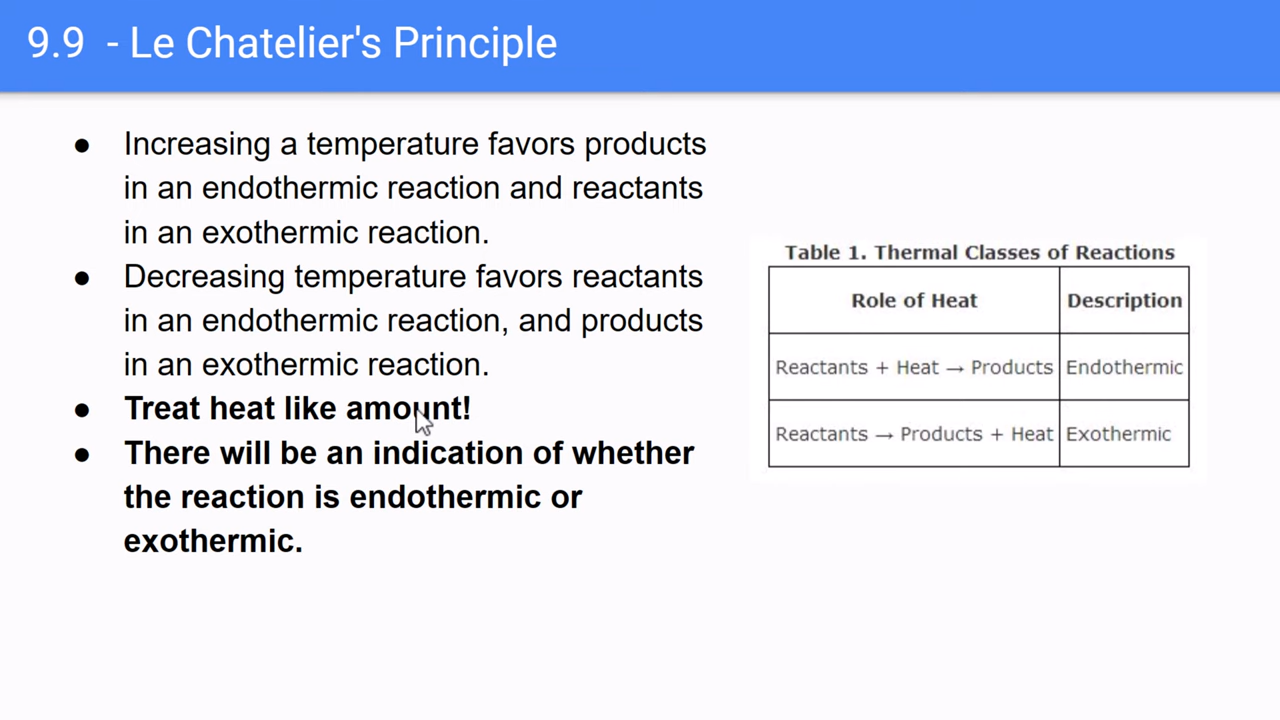 9.9 - Le Chatelier's Principle
● Increasing a temperature favors products
in an endothermic reaction and reactants
in an exothermic reaction.
● Decreasing temperature favors reactants
in an endothermic reaction, and products
in an exothermic reaction.
● Treat heat like amount!
● There will be an indication of whether
the reaction is endothermic or
exothermic.
Table 1. Thermal Classes of Reactions
Role of Heat Description
Reactants + Heat → Products Endothermic
Reactants → Products + Heat Exothermic